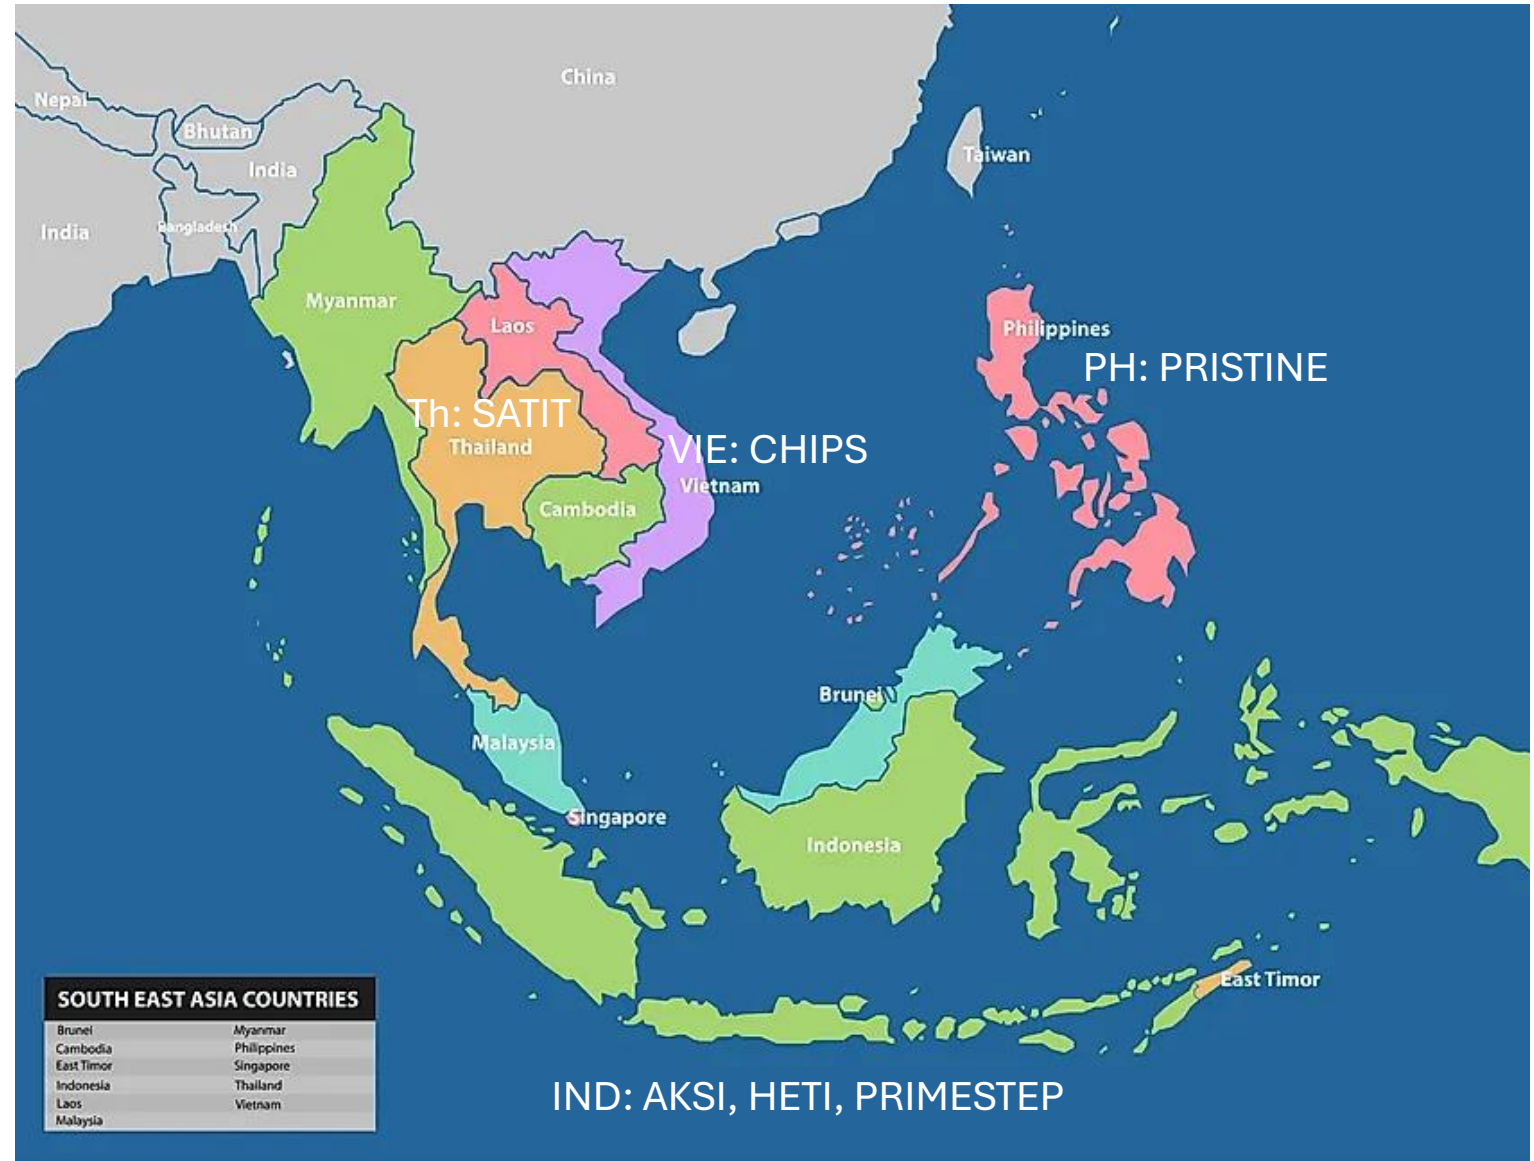 China
Nepal
Bhutan
India
Taiwan
India
Bangladesh
Myanmar
Laos
Philippines
PH: PRISTINE
Th: SATIT
Thailand
VIE: CHIPS
Vietnam
Cambodia
Brunei
Malaysia
Singapore
Indonesia
East Timor
SOUTH EAST ASIA COUNTRIES
Brunei Myanmar
Cambodia Philippines
East Timor Singapore
Indonesia Thailand
Laos Vietnam
Malaysia
IND: AKSI, HETI, PRIMESTEP